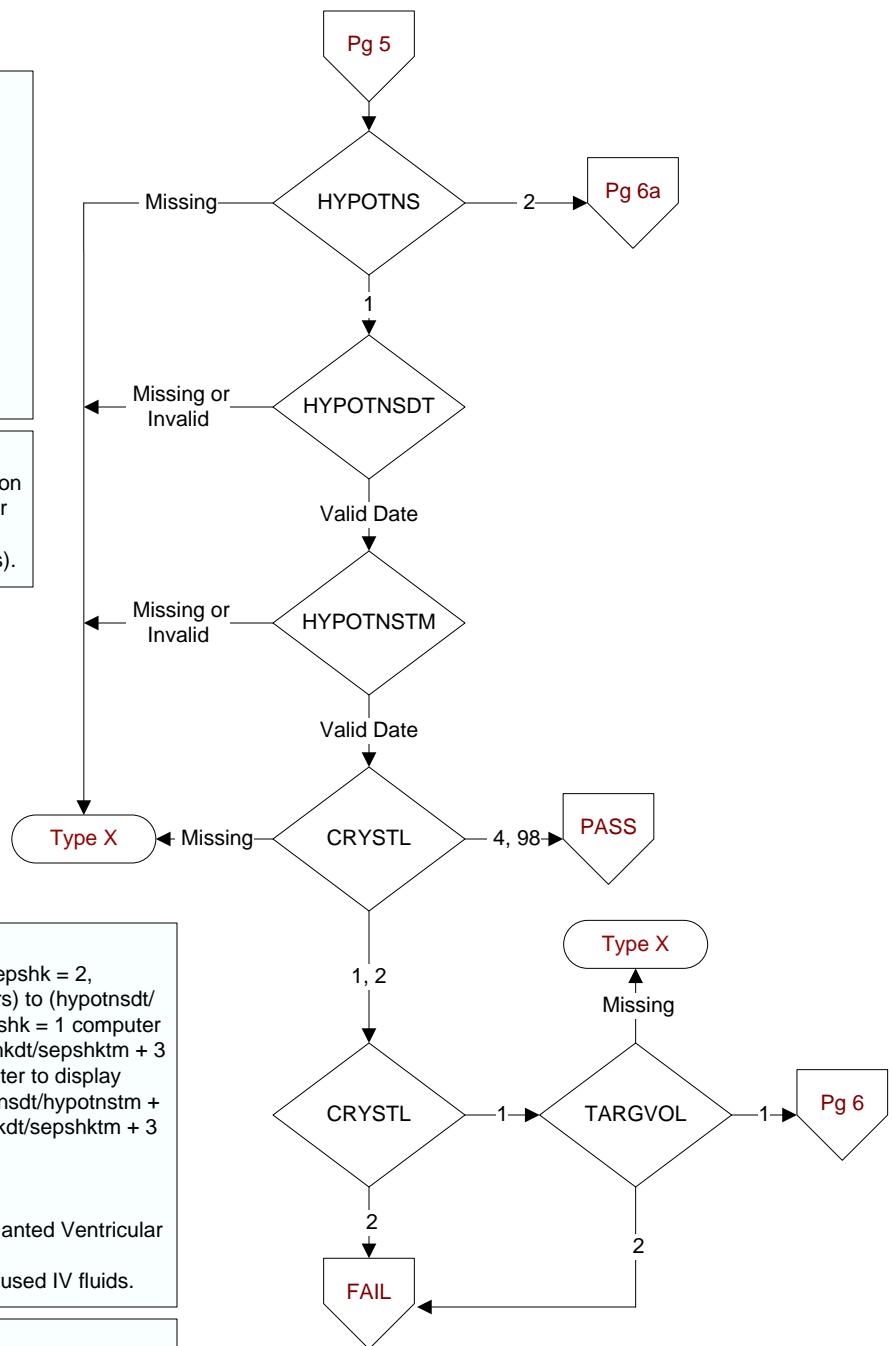 Pg 5
Missing
HYPOTNS
2
Pg 6a
1
Missing or
Invalid
HYPOTNSDT
on
r
Valid Date
s).
Missing or
Invalid
HYPOTNSTM
Valid Date
Type X
Missing
CRYSTL
4, 98
PASS
1, 2
Type X
Missing
epshk = 2,
rs) to (hypotnsdt/
shk = 1 computer
nkdt/sepshktm + 3
ter to display
nsdt/hypotnstm +
kdt/sepshktm + 3
anted Ventricular
used IV fluids.
CRYSTL
1
TARGVOL
1
Pg 6
2
2
FAIL